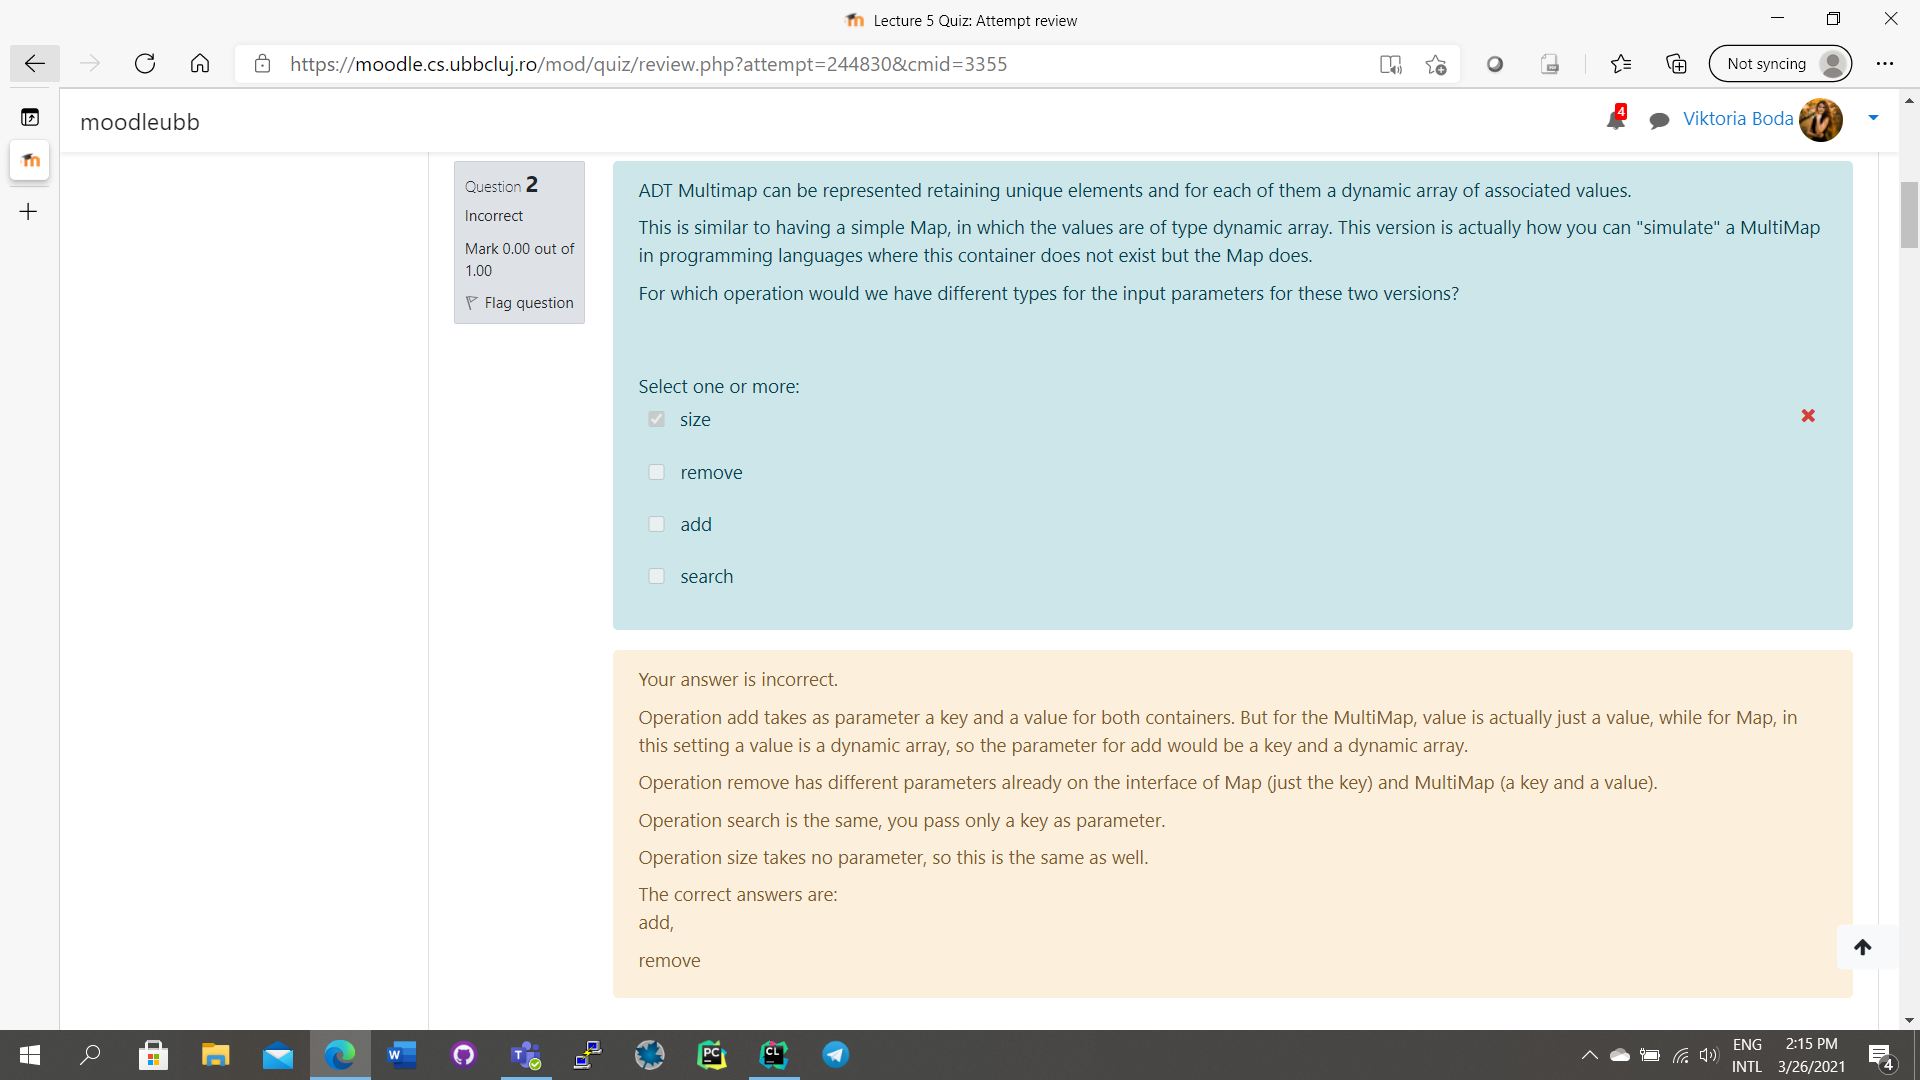 Lecture 5 Quiz: Attempt review
https://moodle.cs.ubbcluj.ro/mod/quiz/review.php?attempt=244830&cmid=3355
Not syncing
moodleubb
4
Viktoria Boda
Question 2
Incorrect
Mark 0.00 out of
1.00
Flag question
ADT Multimap can be represented retaining unique elements and for each of them a dynamic array of associated values.
This is similar to having a simple Map, in which the values are of type dynamic array. This version is actually how you can "simulate" a MultiMap
in programming languages where this container does not exist but the Map does.
For which operation would we have different types for the input parameters for these two versions?
Select one or more:
size
remove
add
search
Your answer is incorrect.
Operation add takes as parameter a key and a value for both containers. But for the MultiMap, value is actually just a value, while for Map, in
this setting a value is a dynamic array, so the parameter for add would be a key and a dynamic array.
Operation remove has different parameters already on the interface of Map (just the key) and MultiMap (a key and a value).
Operation search is the same, you pass only a key as parameter.
Operation size takes no parameter, so this is the same as well.
The correct answers are:
add,
remove
ENG
INTL
2:15 PM
3/26/2021
4